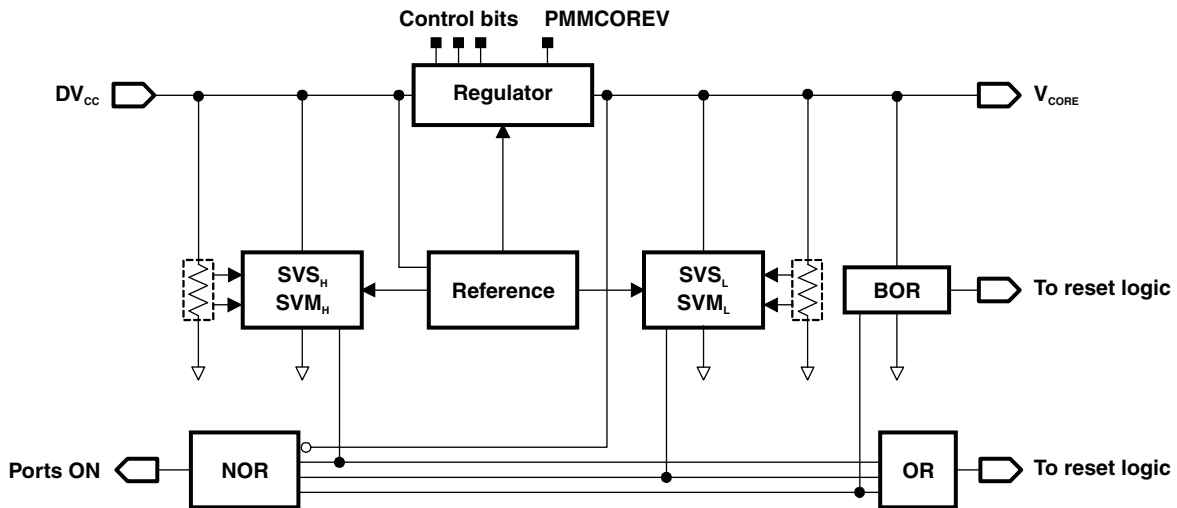 Control bits PMMCOREV
DVCC Regulator VCORE
SVSH
SVMH
Reference
SVSL
SVML
BOR To reset logic
Ports ON NOR OR To reset logic